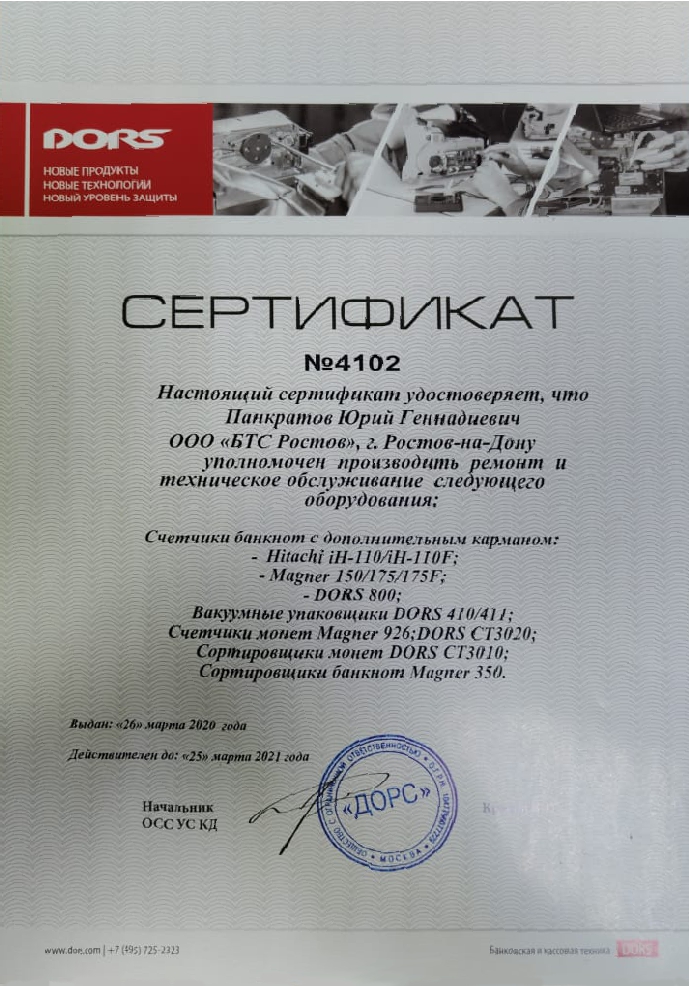 DORS
НОВЫЕ ПРОДУКТЫ
НОВЫЕ ТЕХНОЛОГИИ
НОВЫЙ УРОВЕНЬ ЗАЩИТЫ
СЕРТИФИКАТ
№4102
Настоящий сертификат удостоверяет, что
Панкратов Юрий Геннадиевич
ООО «БТС Ростов», г. Ростов-на-Дону
уполномочен производить ремонт и
техническое обслуживание следующего
оборудования:
Счетчики банкнот с дополнительным карманом:
- Hitachi iH-110/iH-110F;
- Magner 150/175/175F;
- DORS 800;
Вакуумные упаковщики DORS 410/411;
Счетчики монет Magner 926;DORS CT3020;
Сортировщики монет DORS CT3010;
Сортировщики банкнот Magner 350.
Выдан: «26» марта 2020 года
Действителен до: «25» марта 2021 года
Начальник
ОСС УС КД
ОБЩЕСТВО С ОГРАНИЧЕННОЙ ОТВЕТСТВЕННОСТЬЮ
«ДОРС»
МОСКВА
www.doe.com | +7 (495) 725-2323
Банковская и кассовая техника DORS